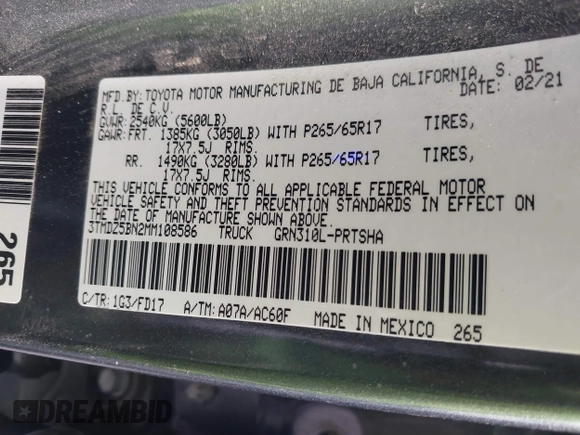 MFD.BY: TOYOTA MOTOR MANUFACTURING DE BAJA CALIFORNIA, S. DE
R.L. DE C.V. DATE: 02/21
GVWR: 2540KG (5600LB)
GAWR: FRT. 1385KG (3050LB) WITH P265/65R17 TIRES,
17X7.5J RIMS.
RR. 1490KG (3280LB) WITH P265/65R17 TIRES,
17X7.5J RIMS.
THIS VEHICLE CONFORMS TO ALL APPLICABLE FEDERAL MOTOR
VEHICLE SAFETY AND THEFT PREVENTION STANDARDS IN EFFECT ON
THE DATE OF MANUFACTURE SHOWN ABOVE.
3TMDZ5BN2MM108586 TRUCK GRN310L-PRTSHA
C/TR: 1G3/FD17 A/TM: A07A/AC60F MADE IN MEXICO 265
265
DREAMBID